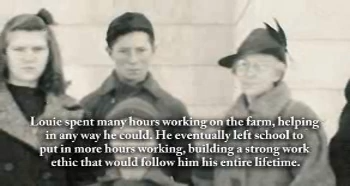 Louie spent many hours working on the farm, helping
in any way he could. He eventually left school to
put in more hours working, building a strong work
ethic that would follow him his entire lifetime.